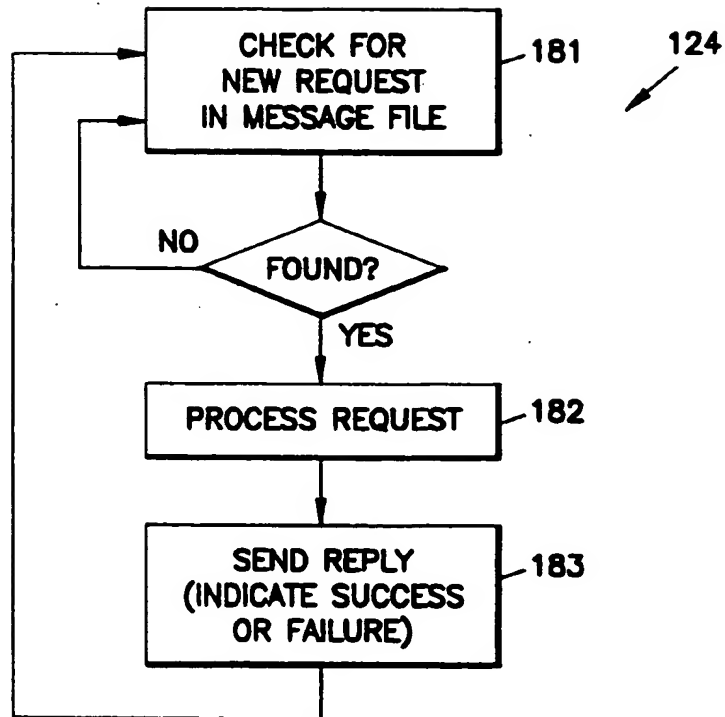 CHECK FOR
NEW REQUEST
IN MESSAGE FILE
181
124
NO
FOUND?
YES
PROCESS REQUEST
182
SEND REPLY
(INDICATE SUCCESS
OR FAILURE)
183